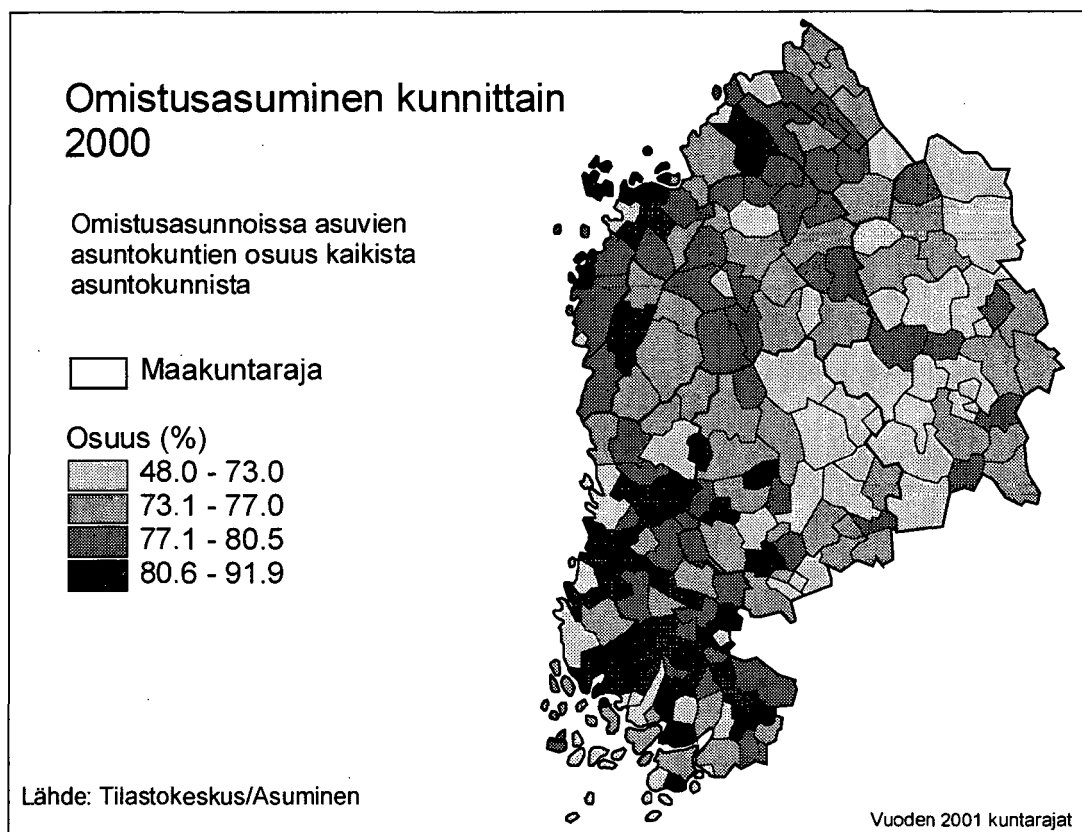 Omistusasuminen kunnittain
2000
Omistusasunnoissa asuvien
asuntokuntien osuus kaikista
asuntokunnista
Maakuntaraja
Osuus (%)
48.0 - 73.0
73.1 - 77.0
77.1 - 80.5
80.6 - 91.9
Lähde: Tilastokeskus/Asuminen
Vuoden 2001 kuntarajat